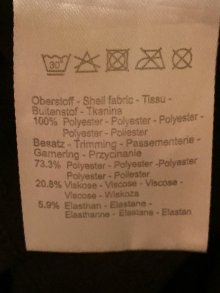 30°
Oberstoff - Shell fabric - Tissu -
Buitenstof - Tkanina
100% Polyester - Polyester - Polyester -
Polyester - Poliester
Besatz - Trimming - Passementerie -
Garnering - Przycinanie
73.3% Polyester - Polyester -Polyester
Polyester - Poliester
20.8% Viskose - Viscose - Viscose -
Viscose - Wiskoza
5.9% Elasthan - Elastane -
Elasthanne - Elastane - Elastan